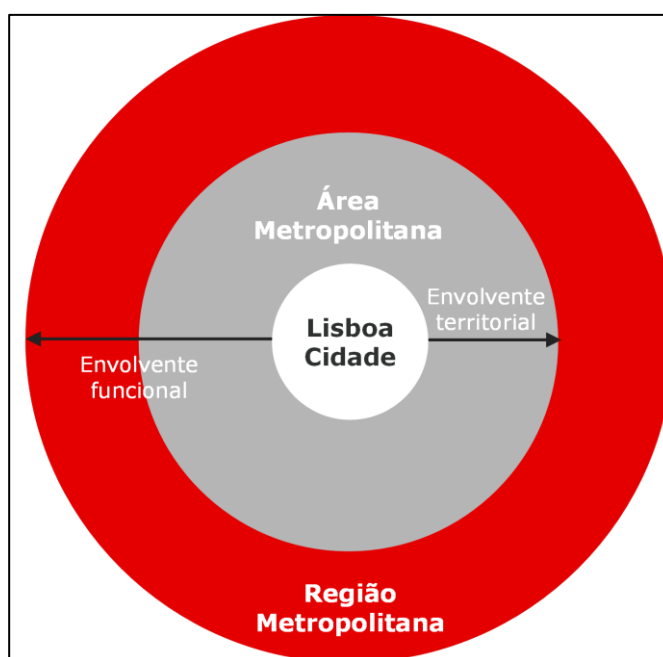 Área
Metropolitana
Envolvente
territorial
Lisboa
Cidade
Envolvente
funcional
Região
Metropolitana